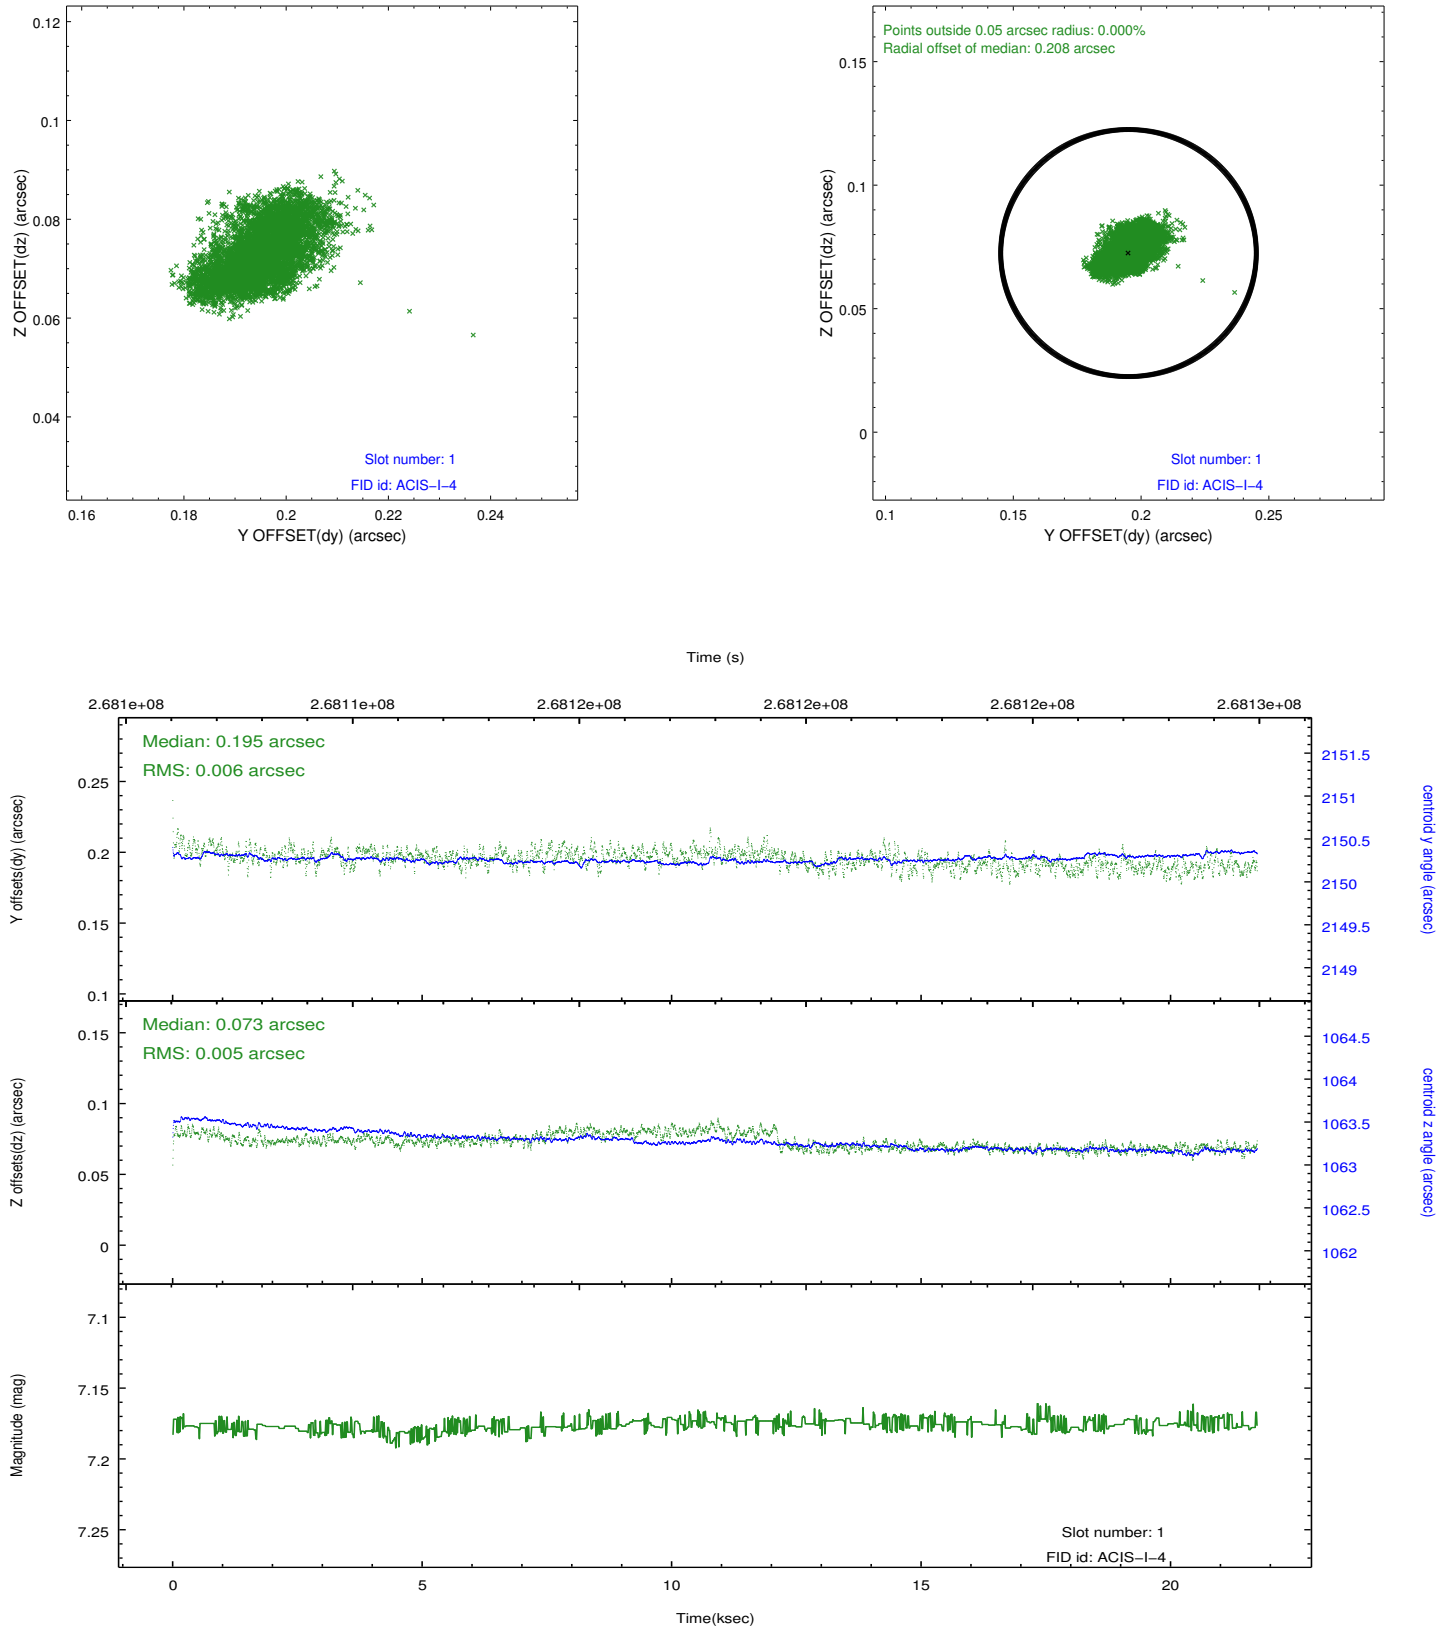 0.12
0.1
0.08
0.06
0.04
Z OFFSET(dz) (arcsec)
Slot number: 1
FID id: ACIS-I-4
0.16 0.18 0.2 0.22 0.24
Y OFFSET(dy) (arcsec)
Points outside 0.05 arcsec radius: 0.000%
Radial offset of median: 0.208 arcsec
0.15
0.1
0.05
0
Z OFFSET(dz) (arcsec)
Slot number: 1
FID id: ACIS-I-4
0.1 0.15 0.2 0.25
Y OFFSET(dy) (arcsec)
Time (s)
2.681e+08 2.6811e+08 2.6812e+08 2.6812e+08 2.6812e+08 2.6813e+08
Median: 0.195 arcsec
RMS: 0.006 arcsec
0.25
0.2
0.15
0.1
Y offsets(dy) (arcsec)
2151.5
2151
2150.5
2150
2149.5
2149
centroid y angle (arcsec)
Median: 0.073 arcsec
RMS: 0.005 arcsec
0.15
0.1
0.05
0
Z offsets(dz) (arcsec)
1064.5
1064
1063.5
1063
1062.5
1062
centroid z angle (arcsec)
7.1
7.15
7.2
7.25
Magnitude (mag)
Slot number: 1
FID id: ACIS-I-4
0 5 10 15 20
Time(ksec)